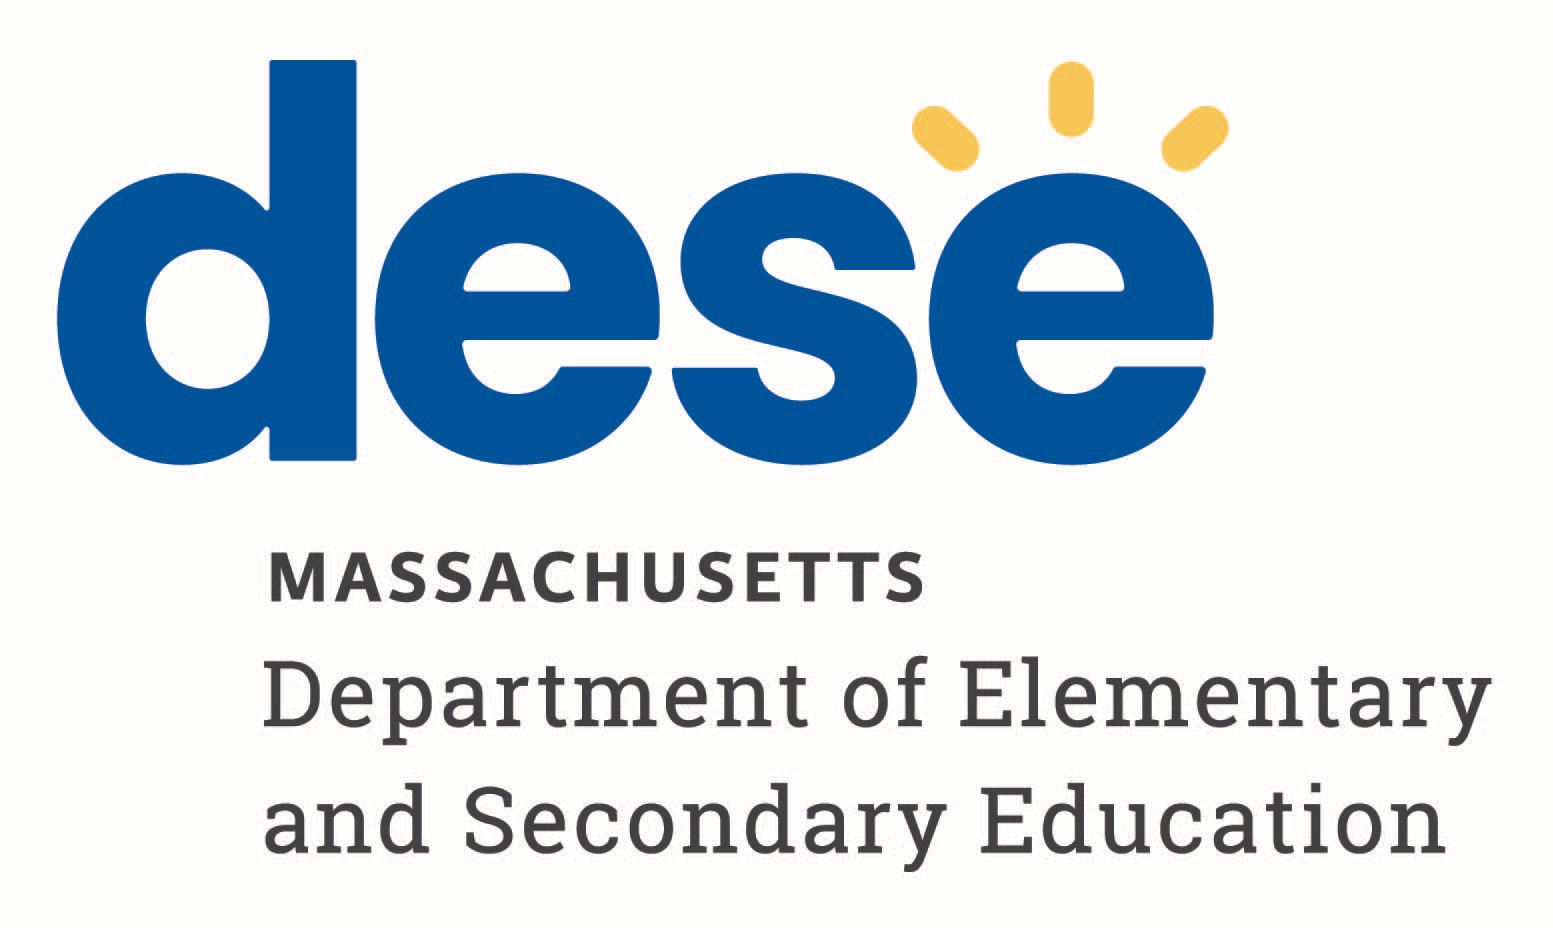 dese
MASSACHUSETTS
Department of Elementary
and Secondary Education